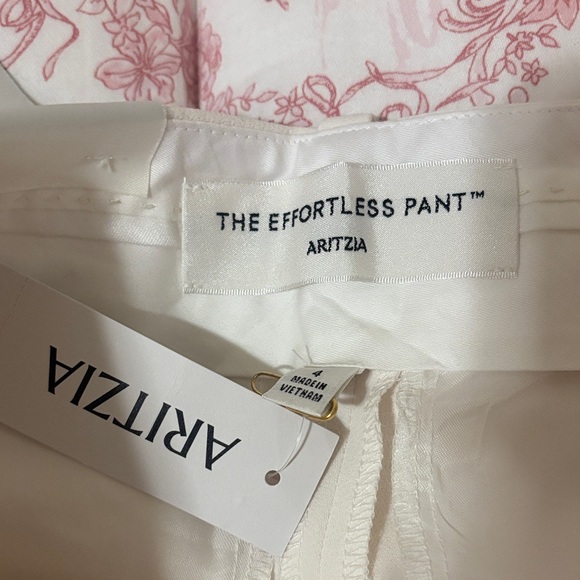 THE EFFORTLESS PANT™
ARITZIA
4
MADE IN
VIETNAM
ARITZIA